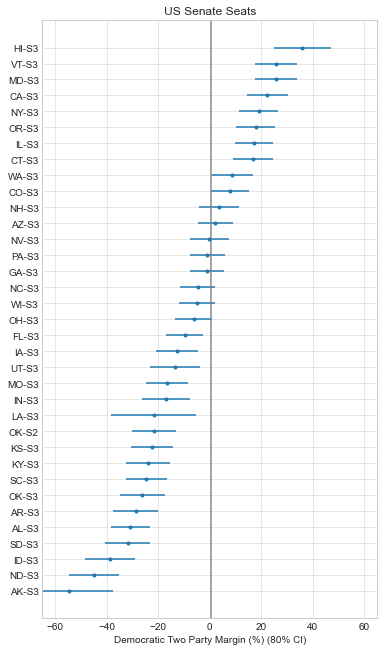 US Senate Seats
HI-S3
VT-S3
MD-S3
CA-S3
NY-S3
OR-S3
IL-S3
CT-S3
WA-S3
CO-S3
NH-S3
AZ-S3
NV-S3
PA-S3
GA-S3
NC-S3
WI-S3
OH-S3
FL-S3
IA-S3
UT-S3
MO-S3
IN-S3
LA-S3
OK-S2
KS-S3
KY-S3
SC-S3
OK-S3
AR-S3
AL-S3
SD-S3
ID-S3
ND-S3
AK-S3
−60 −40 −20 0 20 40 60
Democratic Two Party Margin (%) (80% CI)